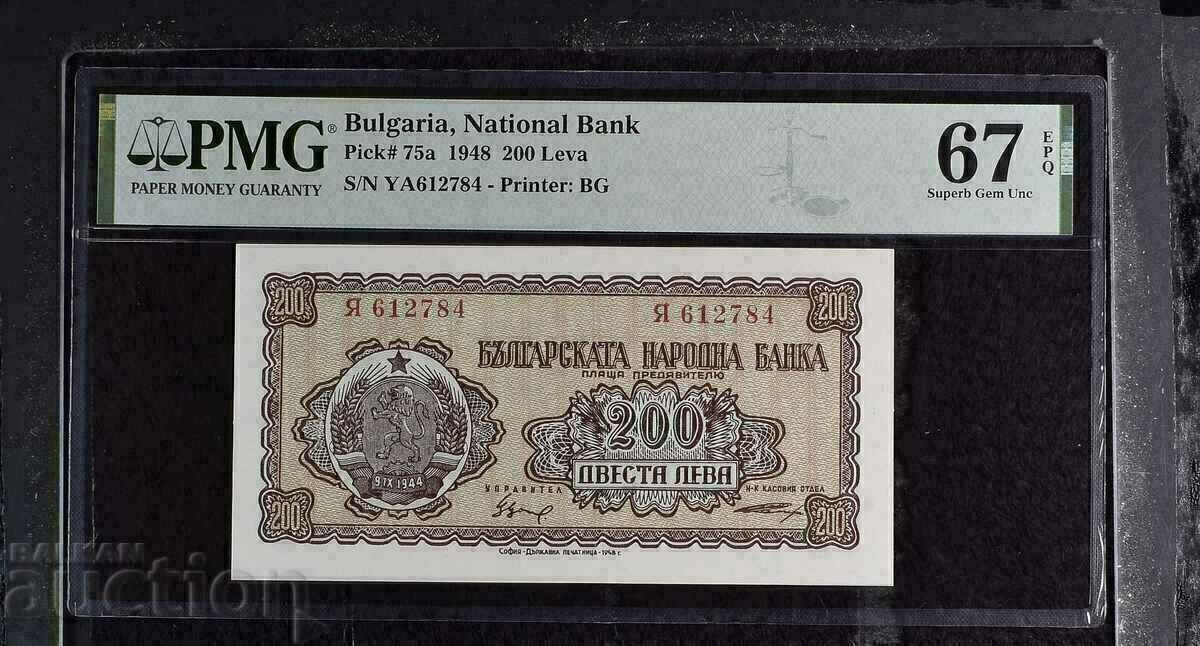 PMG®
PAPER MONEY GUARANTY
Bulgaria, National Bank
Pick# 75a 1948 200 Leva
S/N YA612784 - Printer: BG
67 EPQ
Superb Gem Unc
200 200
Я 612784 Я 612784
БЪЛГАРСКАТА НАРОДНА БАНКА
ПЛАЩА ПРЕДЯВИТЕЛЮ
200
ДВЕСТА ЛЕВА
9 IX 1944
УПРАВИТЕЛ Н-К КАСОВИЯ ОТДЕЛ
200 200
СОФИЯ - ДЪРЖАВНА ПЕЧАТНИЦА - 1948 г.
BALKAN
auction